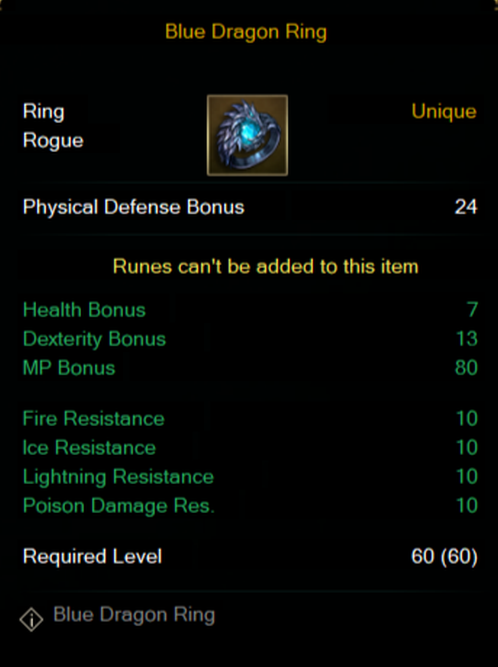 Blue Dragon Ring
Ring
Unique
Rogue
Physical Defense Bonus 24
Runes can't be added to this item
Health Bonus 7
Dexterity Bonus 13
MP Bonus 80
Fire Resistance 10
Ice Resistance 10
Lightning Resistance 10
Poison Damage Res. 10
Required Level 60 (60)
Blue Dragon Ring